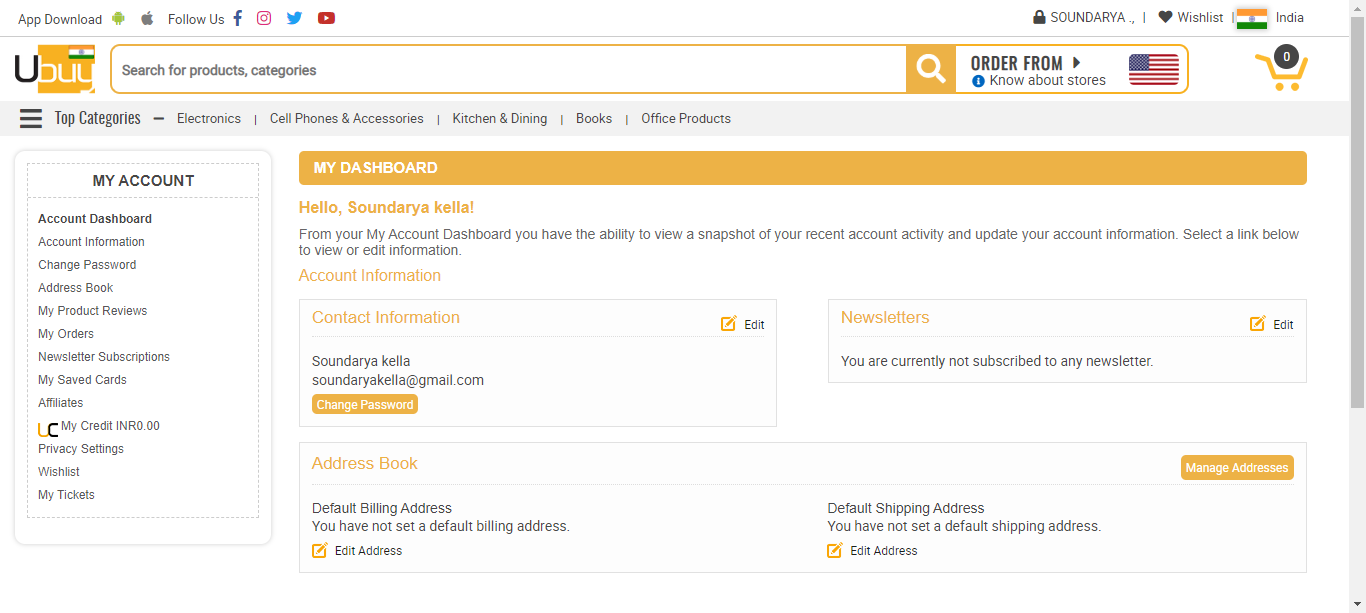 App Download Follow Us SOUNDARYA ., | Wishlist | India
Ubuy
Search for products, categories
ORDER FROM
Know about stores
0
Top Categories Electronics | Cell Phones & Accessories | Kitchen & Dining | Books | Office Products
MY ACCOUNT
Account Dashboard
Account Information
Change Password
Address Book
My Product Reviews
My Orders
Newsletter Subscriptions
My Saved Cards
Affiliates
UC My Credit INR0.00
Privacy Settings
Wishlist
My Tickets
MY DASHBOARD
Hello, Soundarya kella!
From your My Account Dashboard you have the ability to view a snapshot of your recent account activity and update your account information. Select a link below
to view or edit information.
Account Information
Contact Information
Edit
Soundarya kella
soundaryakella@gmail.com
Change Password
Newsletters
Edit
You are currently not subscribed to any newsletter.
Address Book
Manage Addresses
Default Billing Address
You have not set a default billing address.
Edit Address
Default Shipping Address
You have not set a default shipping address.
Edit Address